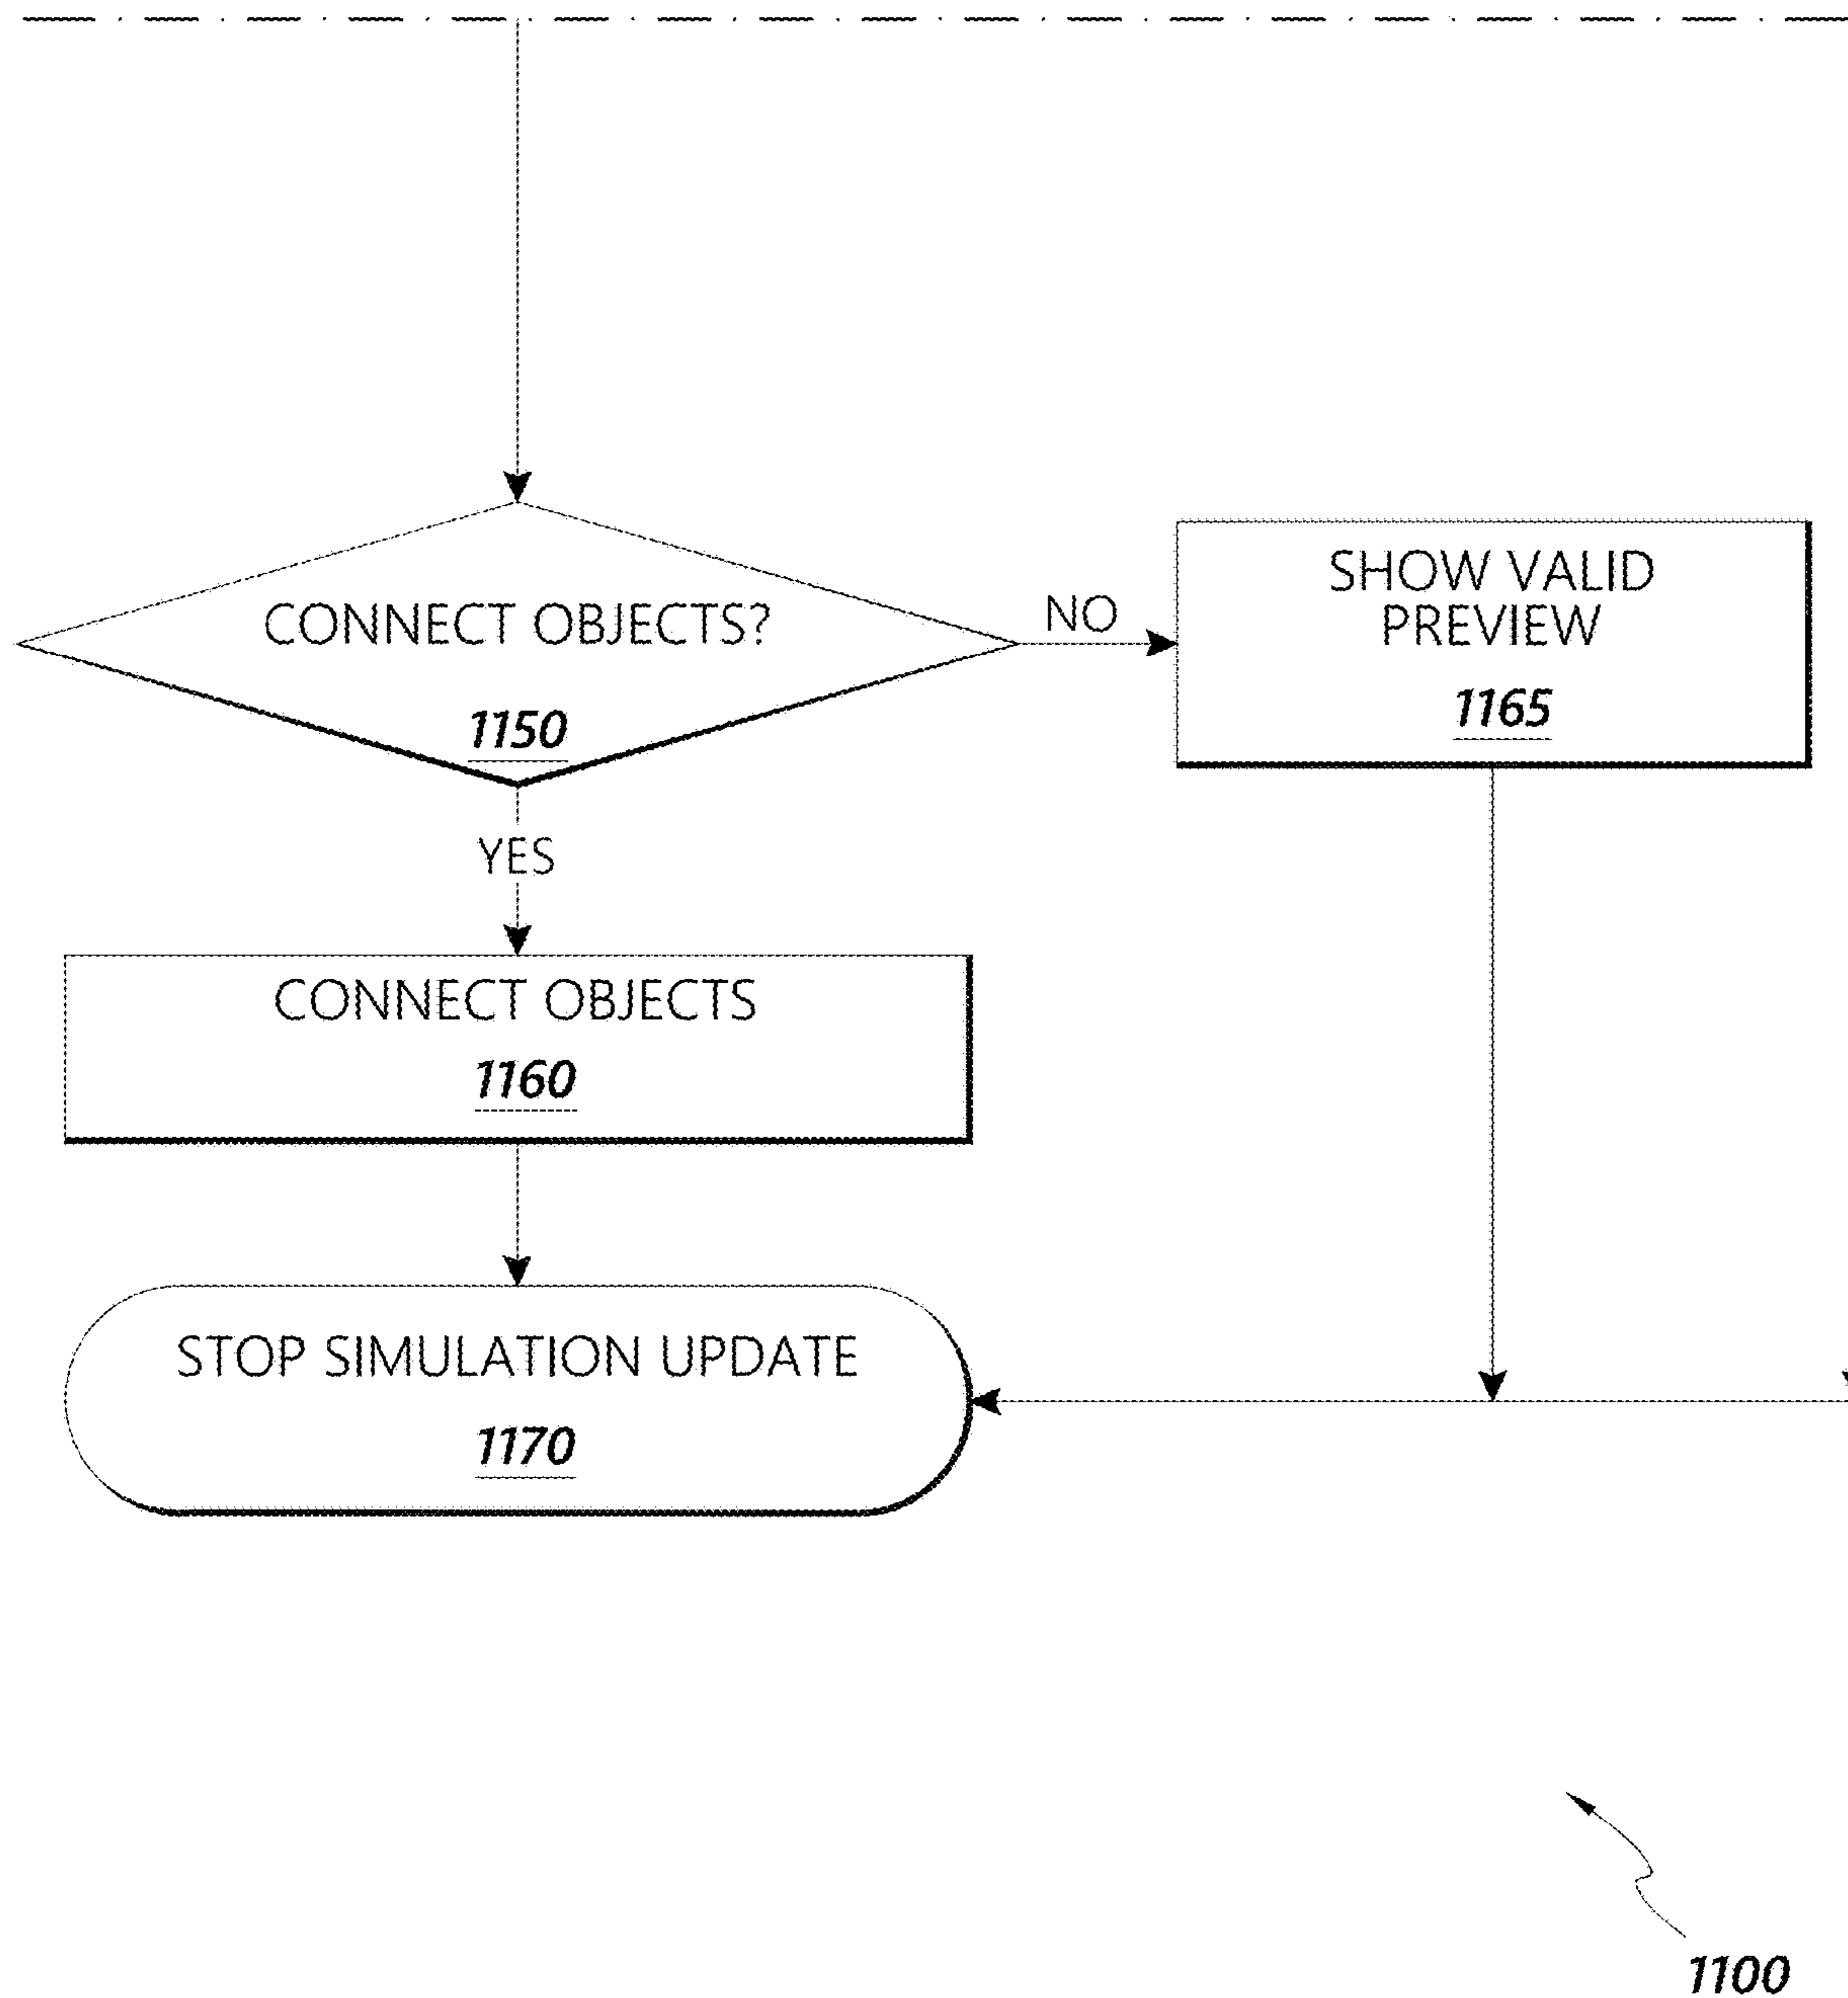 CONNECT OBJECTS?
1150
NO
SHOW VALID
PREVIEW
1165
YES
CONNECT OBJECTS
1160
STOP SIMULATION UPDATE
1170
1100